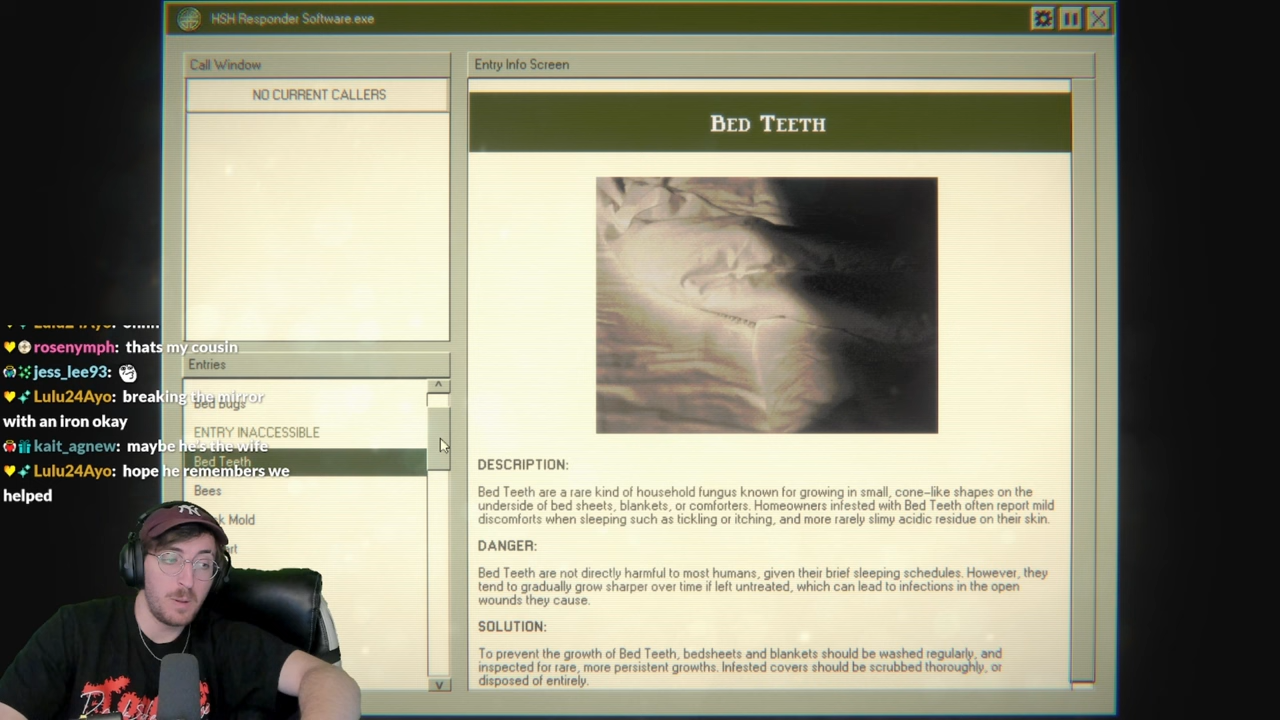 HSH Responder Software.exe
Call Window
NO CURRENT CALLERS
Entry Info Screen
BED TEETH
DESCRIPTION:
Bed Teeth are a rare kind of household fungus known for growing in small, cone-like shapes on the
underside of bed sheets, blankets, or comforters. Homeowners infested with Bed Teeth often report mild
discomforts when sleeping such as tickling or itching, and more rarely slimy acidic residue on their skin.
DANGER:
Bed Teeth are not directly harmful to most humans, given their brief sleeping schedules. However, they
tend to gradually grow sharper over time if left untreated, which can lead to infections in the open
wounds they cause.
SOLUTION:
To prevent the growth of Bed Teeth, bedsheets and blankets should be washed regularly, and
inspected for rare, more persistent growths. Infested covers should be scrubbed thoroughly, or
disposed of entirely.
Entries
Bed Bugs
ENTRY INACCESSIBLE
Bed Teeth
Bees
Mold
Lulu24Ayo:
rosenymph: thats my cousin
jess_lee93:
Lulu24Ayo: breaking the mirror
with an iron okay
kait_agnew: maybe he's the wife
Lulu24Ayo: hope he remembers we
helped
NY